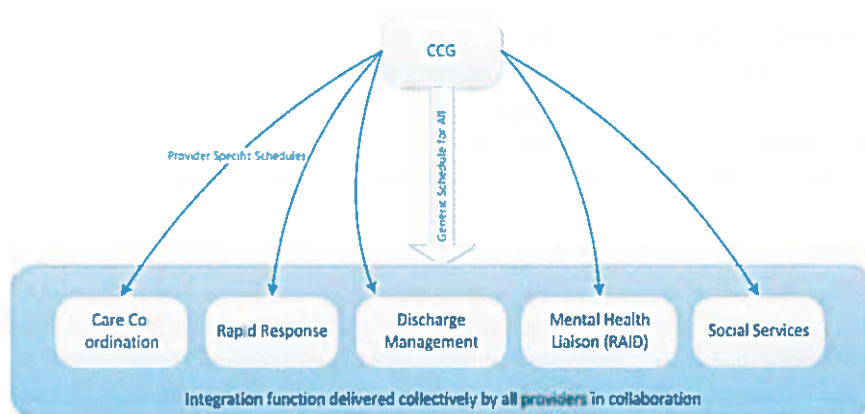 CCG
Provider Specific Schedules
Generic Schedule for All
Care Co
ordination
Rapid Response
Discharge
Management
Mental Health
Liaison (RAID)
Social Services
Integration function delivered collectively by all providers in collaboration